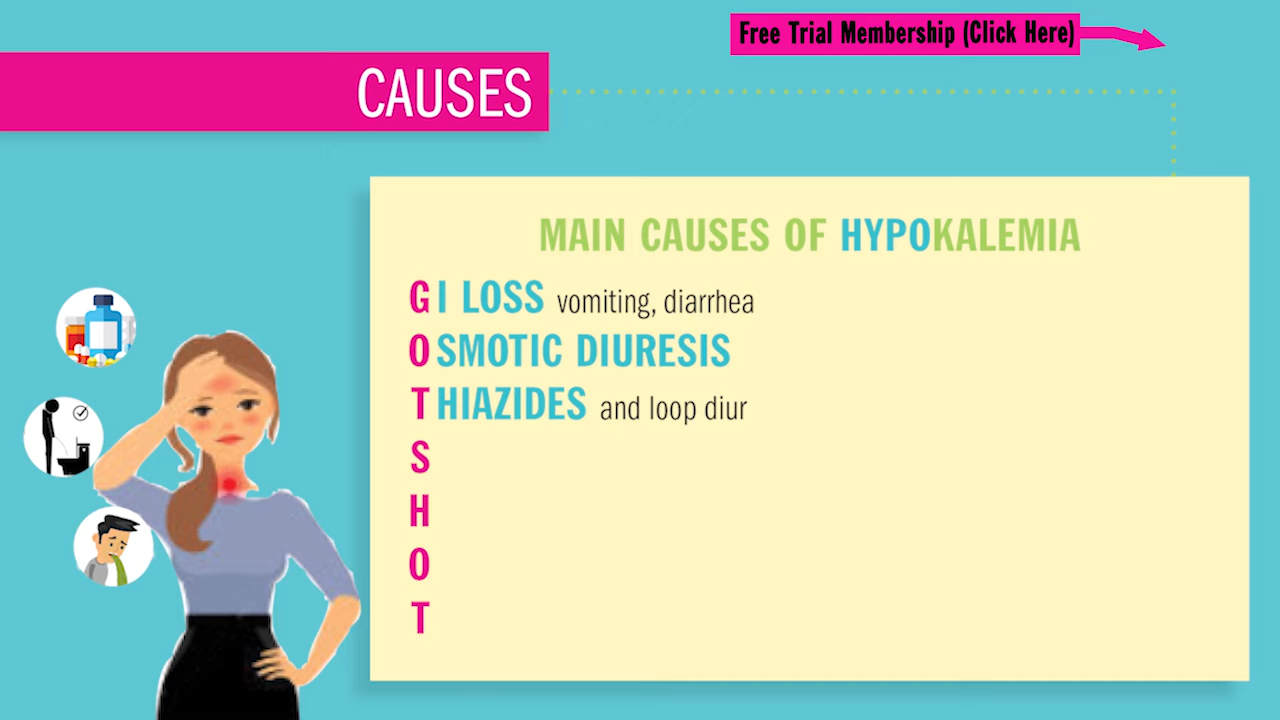 Free Trial Membership (Click Here)
CAUSES
MAIN CAUSES OF HYPOKALEMIA
GI LOSS vomiting, diarrhea
OSMOTIC DIURESIS
THIAZIDES and loop diur
S
H
O
T